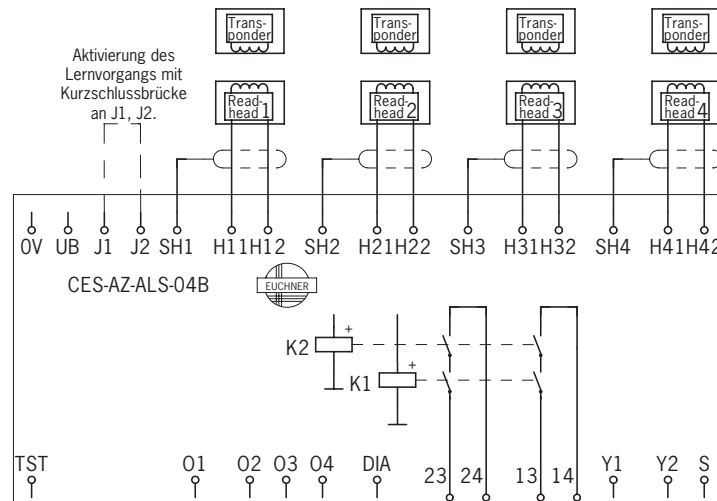 Trans-
ponder
Trans-
ponder
Trans-
ponder
Trans-
ponder
Aktivierung des
Lernvorgangs mit
Kurzschlussbrücke
an J1, J2.
Read-
head 1
Read-
head 2
Read-
head 3
Read-
head 4
0V UB J1 J2 SH1 H11 H12 SH2 H21 H22 SH3 H31 H32 SH4 H41 H42
CES-AZ-ALS-04B
EUCHNER
K2 +
K1 +
TST O1 O2 O3 O4 DIA 23 24 13 14 Y1 Y2 S